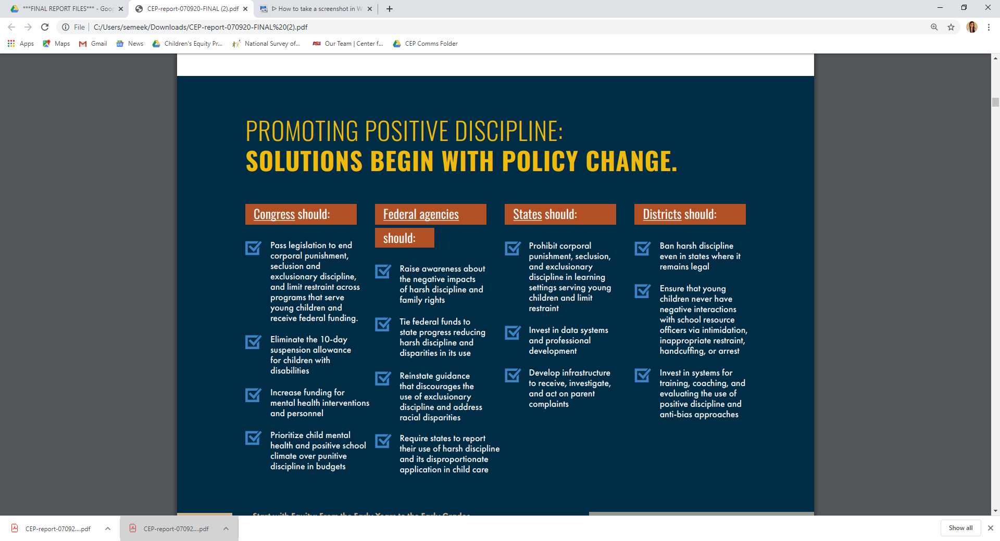 ***FINAL REPORT FILES*** - Goo
CEP-report-070920-FINAL (2).pdf
How to take a screenshot in W
File
C:/Users/semeek/Downloads/CEP-report-070920-FINAL%20(2).pdf
Apps
Maps
Gmail
News
Children's Equity Pr...
National Survey of...
ASU
Our Team | Center f...
CEP Comms Folder
PROMOTING POSITIVE DISCIPLINE:
SOLUTIONS BEGIN WITH POLICY CHANGE.
Congress should:
Pass legislation to end
corporal punishment,
seclusion and
exclusionary discipline,
and limit restraint across
programs that serve
young children and
receive federal funding.
Eliminate the 10-day
suspension allowance
for children with
disabilities
Increase funding for
mental health interventions
and personnel
Prioritize child mental
health and positive school
climate over punitive
discipline in budgets
Federal agencies
should:
Raise awareness about
the negative impacts
of harsh discipline and
family rights
Tie federal funds to
state progress reducing
harsh discipline and
disparities in its use
Reinstate guidance
that discourages the
use of exclusionary
discipline and address
racial disparities
Require states to report
their use of harsh discipline
and its disproportionate
application in child care
States should:
Prohibit corporal
punishment, seclusion,
and exclusionary
discipline in learning
settings serving young
children and limit
restraint
Invest in data systems
and professional
development
Develop infrastructure
to receive, investigate,
and act on parent
complaints
Districts should:
Ban harsh discipline
even in states where it
remains legal
Ensure that young
children never have
negative interactions
with school resource
officers via intimidation,
inappropriate restraint,
handcuffing, or arrest
Invest in systems for
training, coaching, and
evaluating the use of
positive discipline and
anti-bias approaches
Start with Equity: From the Early Years to the Early Grades
CEP-report-07092....pdf
CEP-report-07092....pdf
Show all